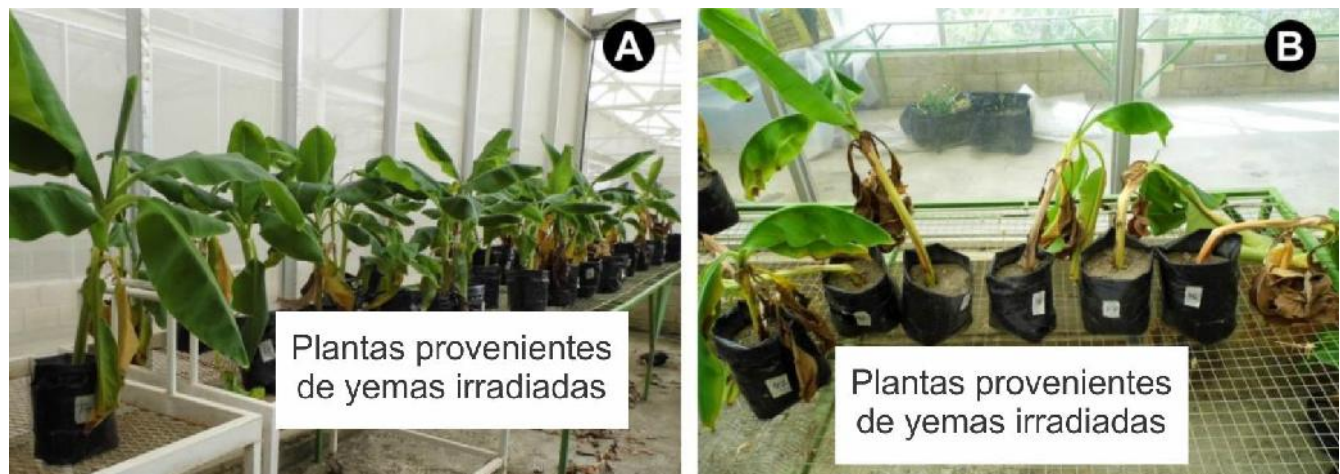 A
Plantas provenientes
de yemas irradiadas
B
Plantas provenientes
de yemas irradiadas